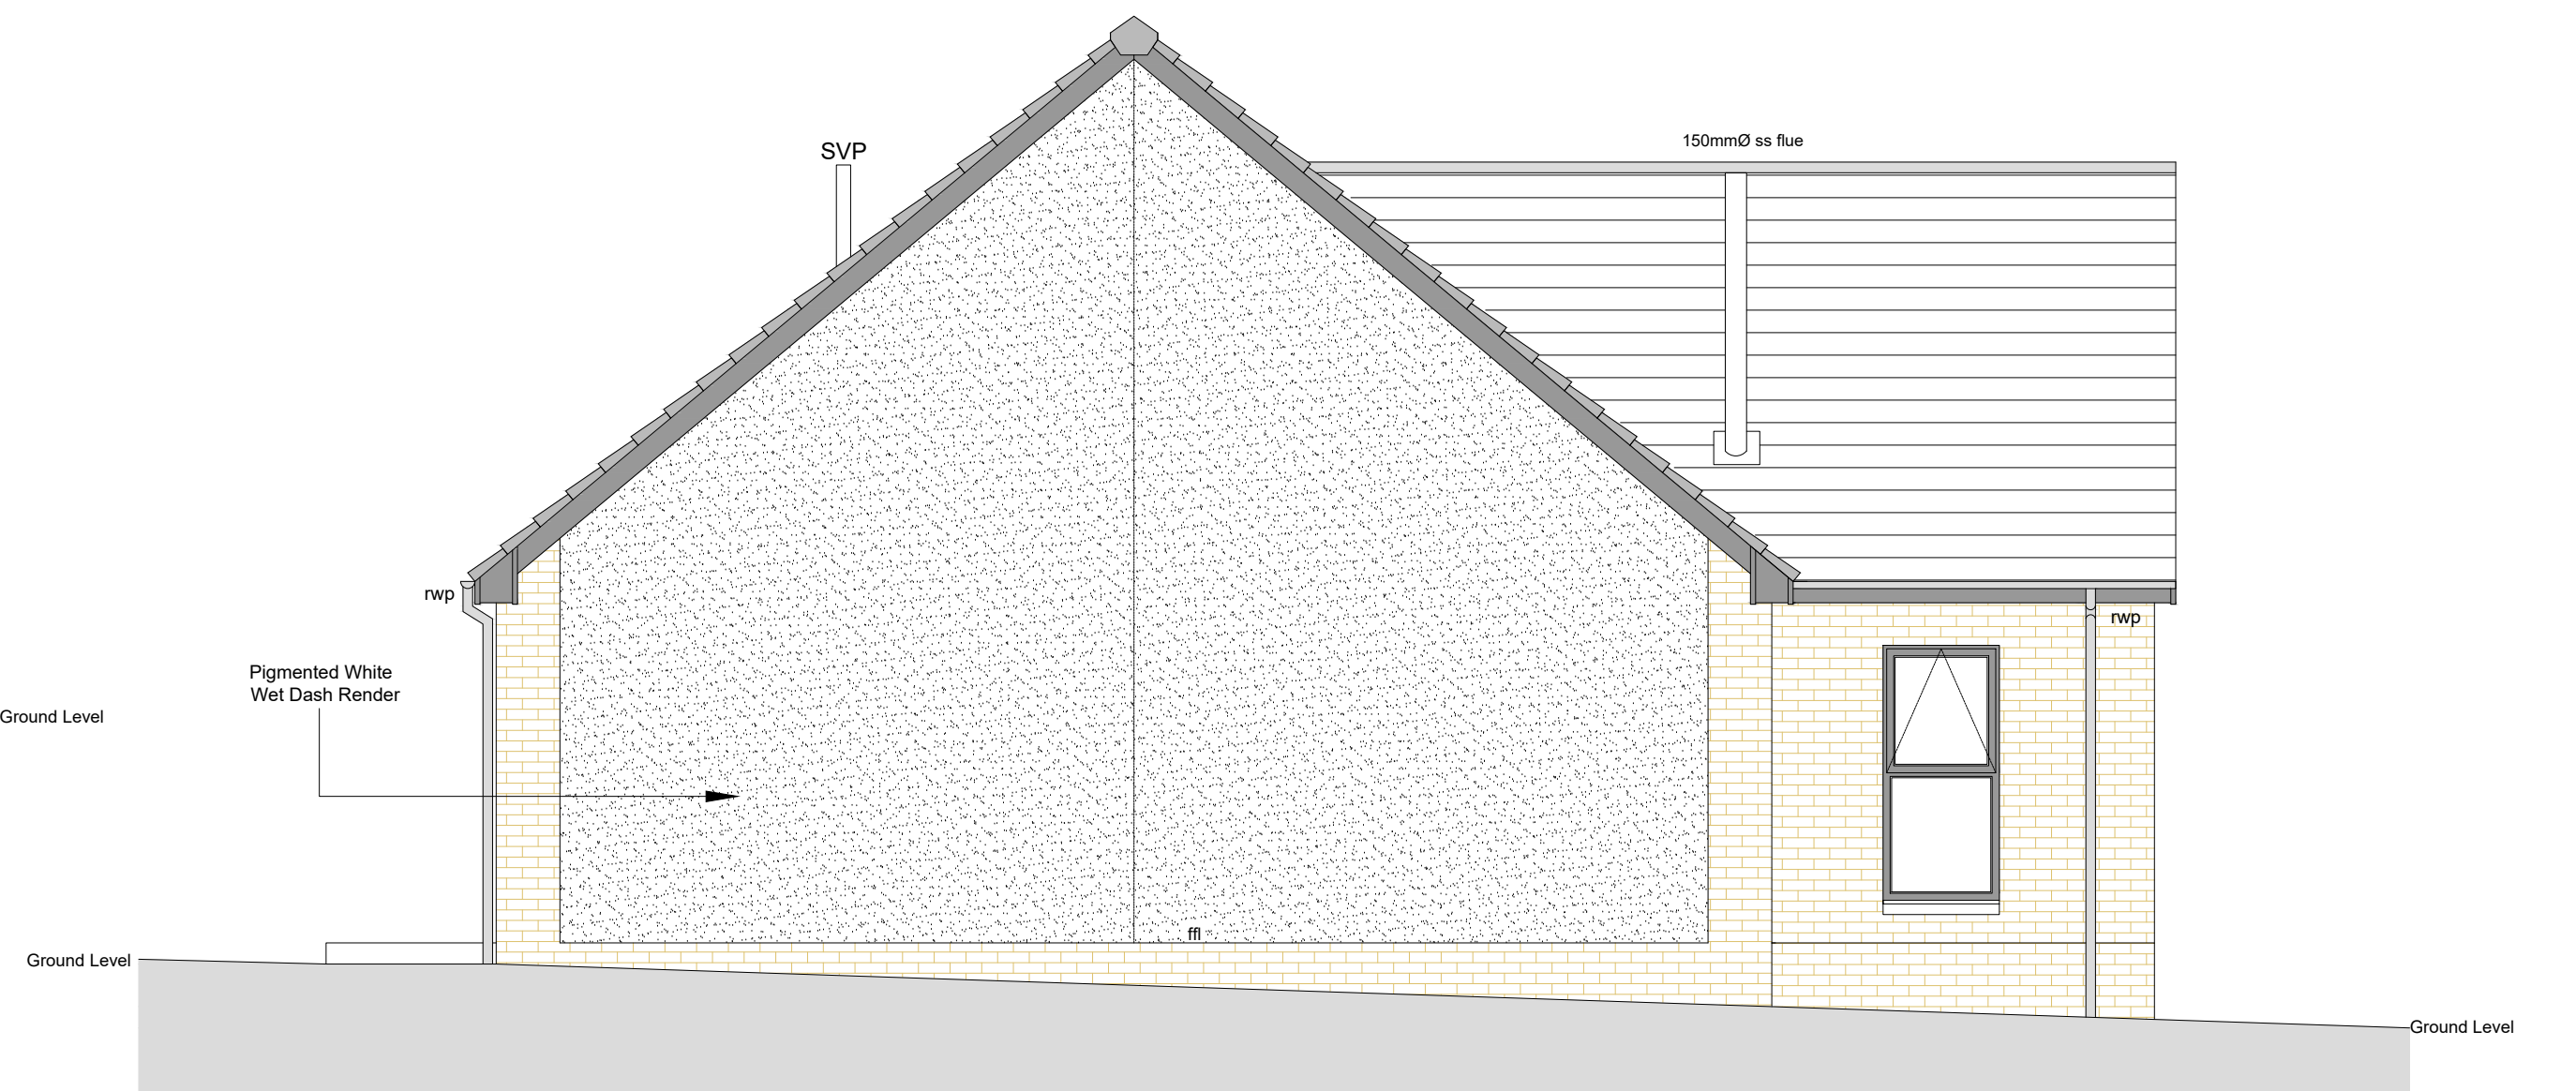 150mmØ ss flue
SVP
rwp
rwp
Pigmented White
Wet Dash Render
Ground Level
ffl
Ground Level
Ground Level